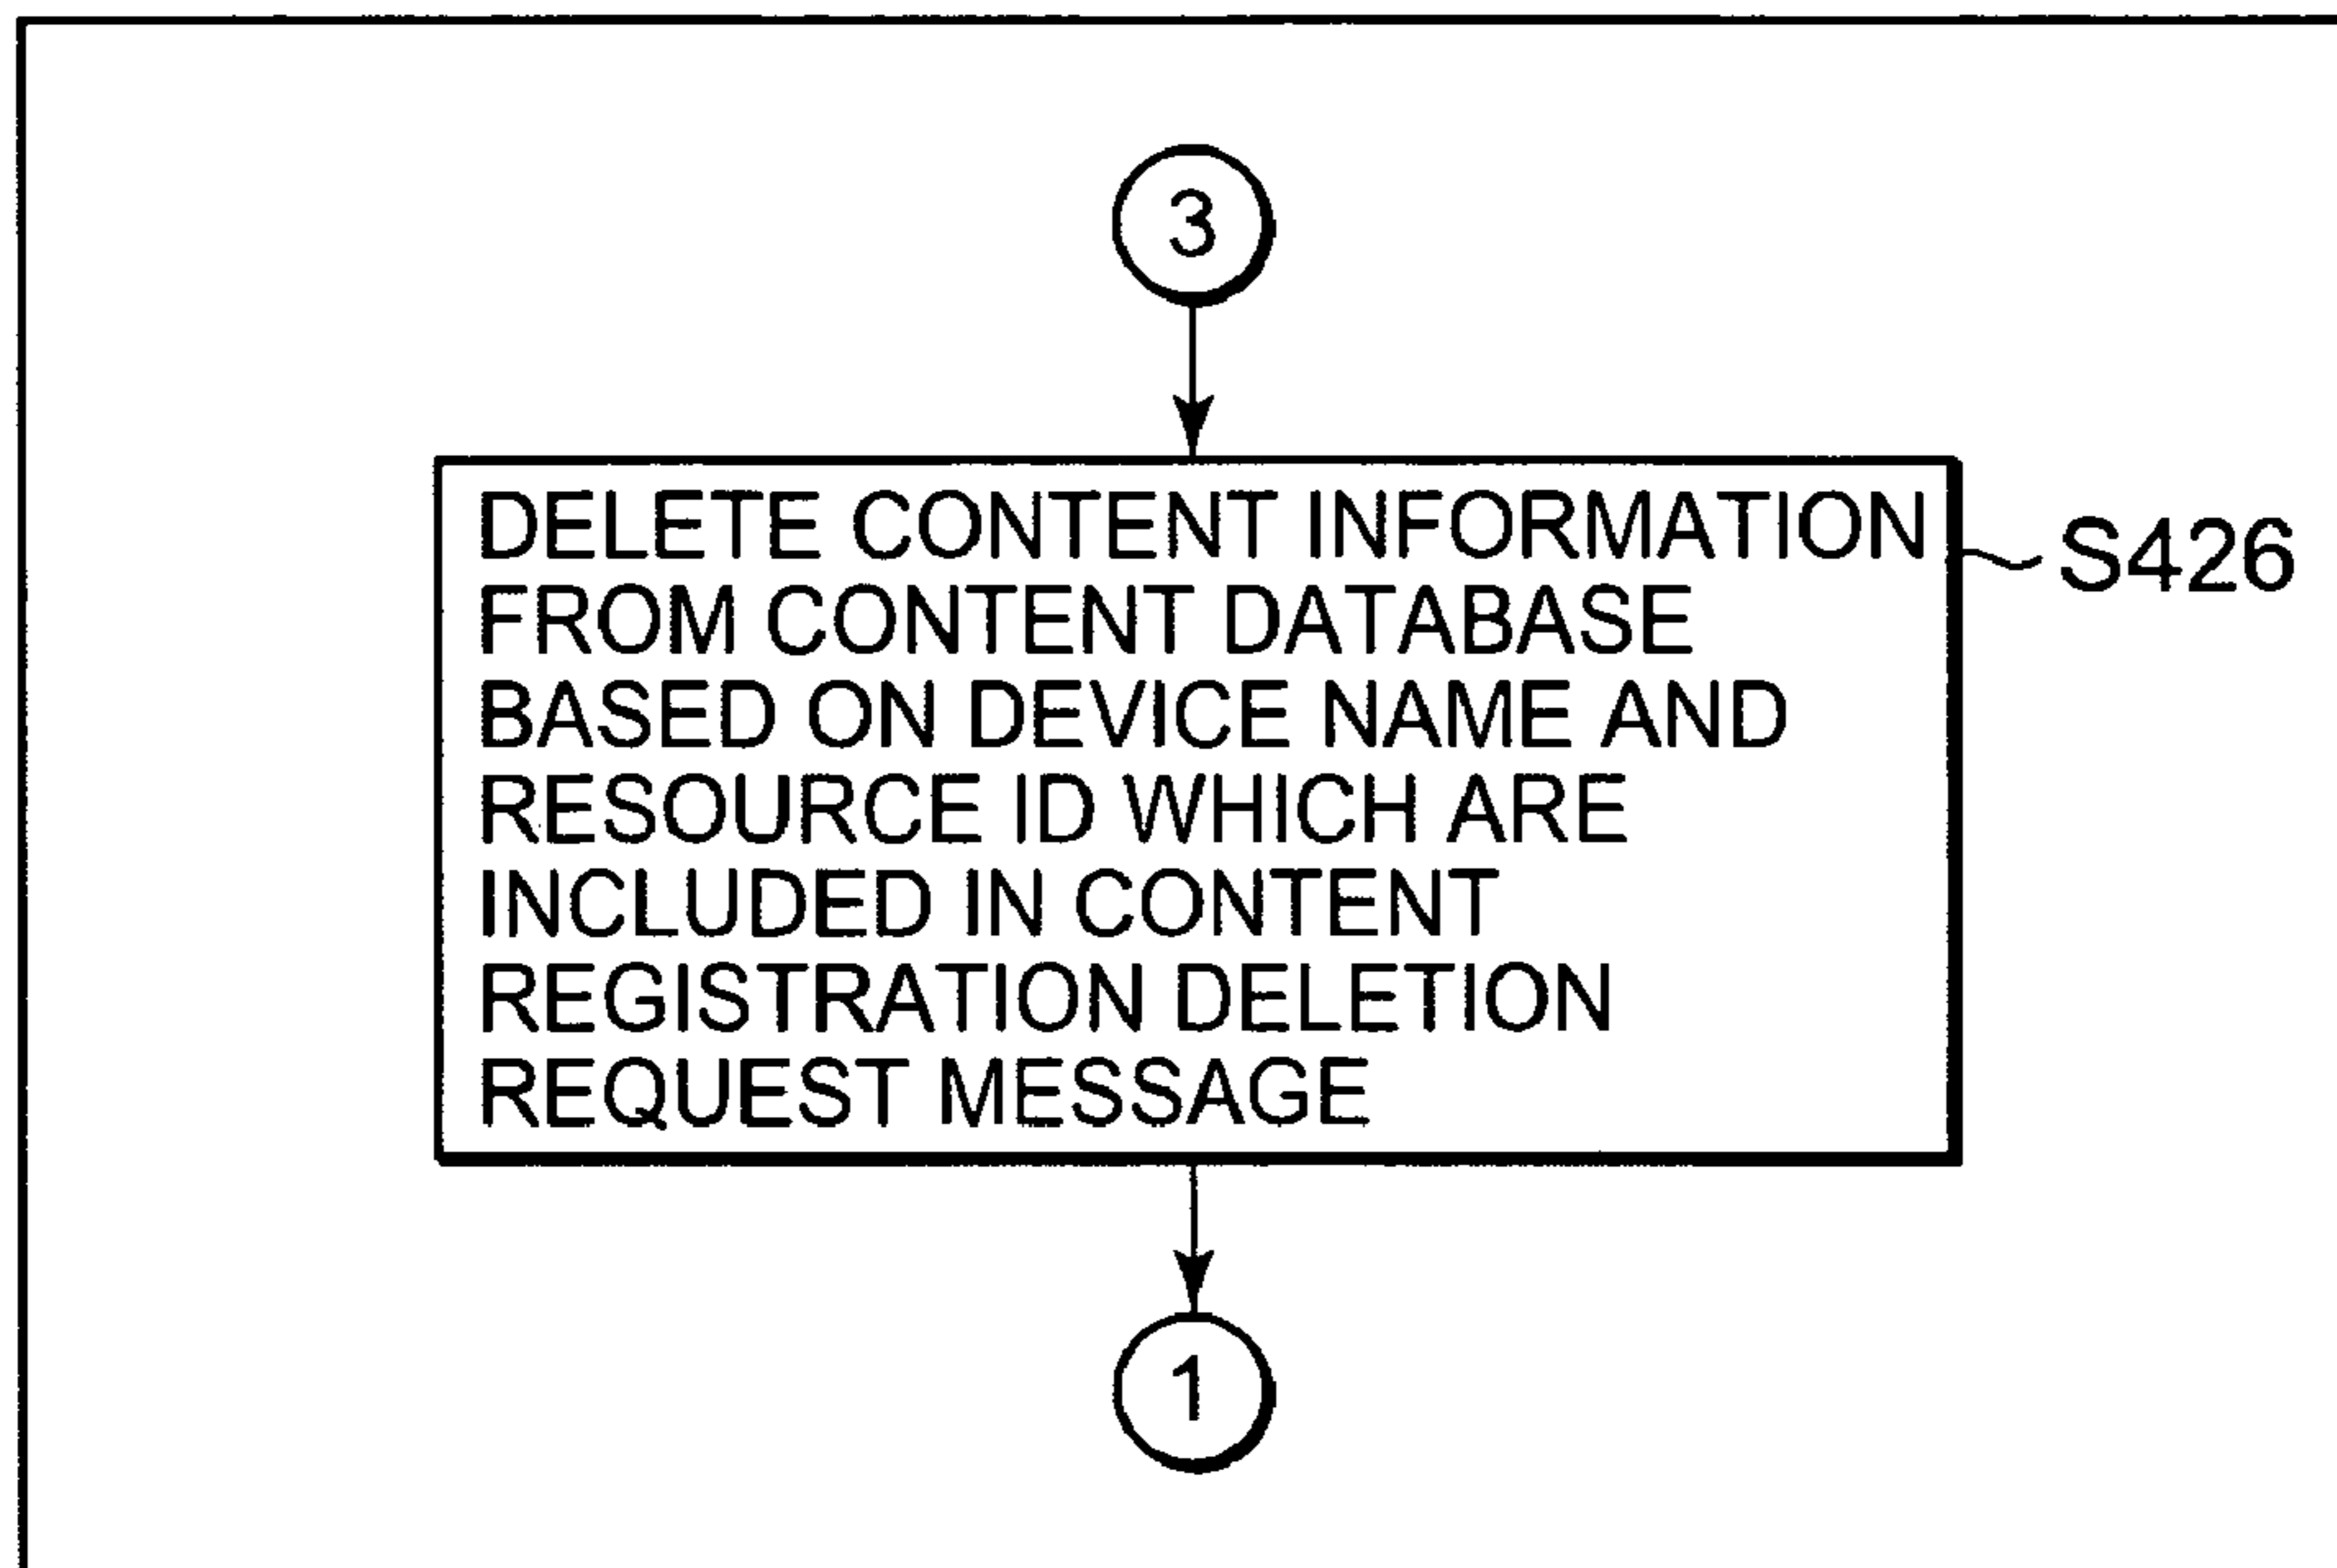 3
DELETE CONTENT INFORMATION
S426
FROM CONTENT DATABASE
BASED ON DEVICE NAME AND
RESOURCE ID WHICH ARE
INCLUDED IN CONTENT
REGISTRATION DELETION
REQUEST MESSAGE
1